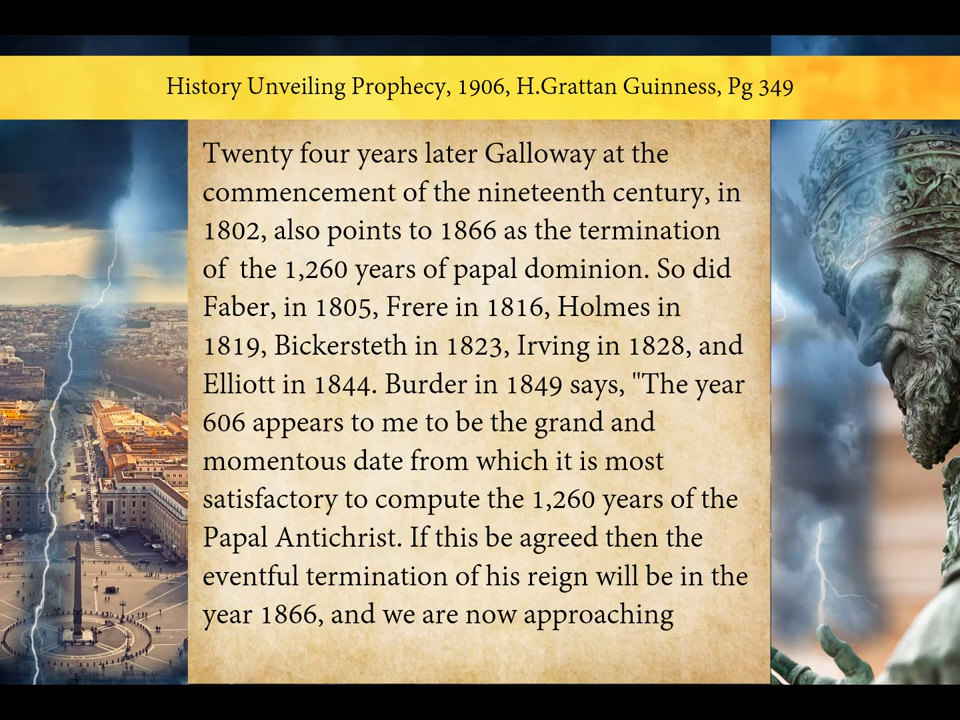 History Unveiling Prophecy, 1906, H.Grattan Guinness, Pg 349
Twenty four years later Galloway at the
commencement of the nineteenth century, in
1802, also points to 1866 as the termination
of  the 1,260 years of papal dominion. So did
Faber, in 1805, Frere in 1816, Holmes in
1819, Bickersteth in 1823, Irving in 1828, and
Elliott in 1844. Burder in 1849 says, "The year
606 appears to me to be the grand and
momentous date from which it is most
satisfactory to compute the 1,260 years of the
Papal Antichrist. If this be agreed then the
eventful termination of his reign will be in the
year 1866, and we are now approaching